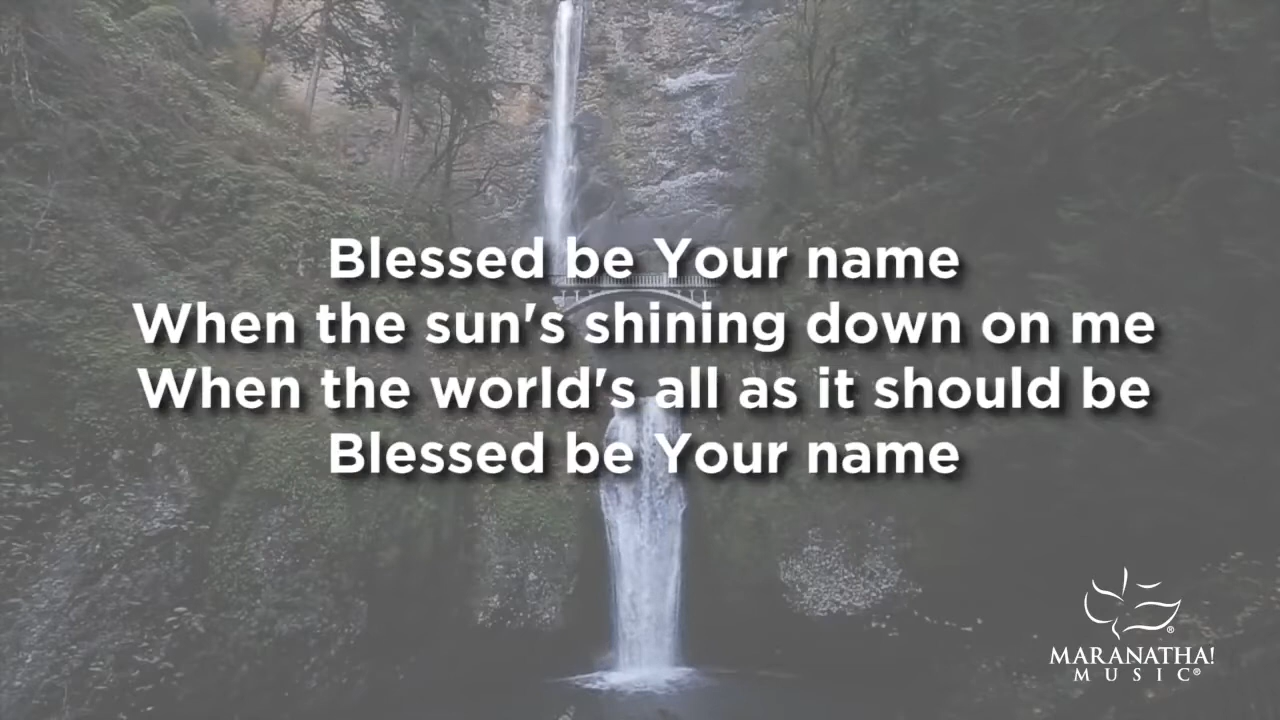 Blessed be Your name
When the sun's shining down on me
When the world's all as it should be
Blessed be Your name
MARANATHA!
MUSIC®